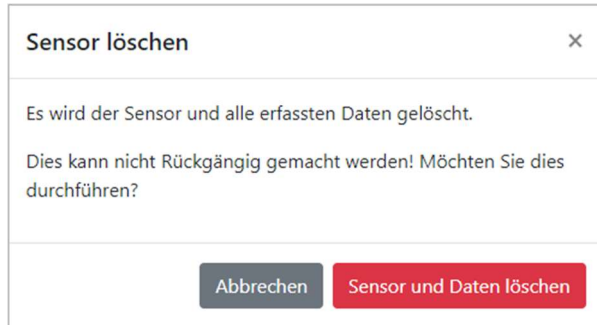 Sensor löschen ×
Es wird der Sensor und alle erfassten Daten gelöscht.
Dies kann nicht Rückgängig gemacht werden! Möchten Sie dies
durchführen?
Abbrechen Sensor und Daten löschen